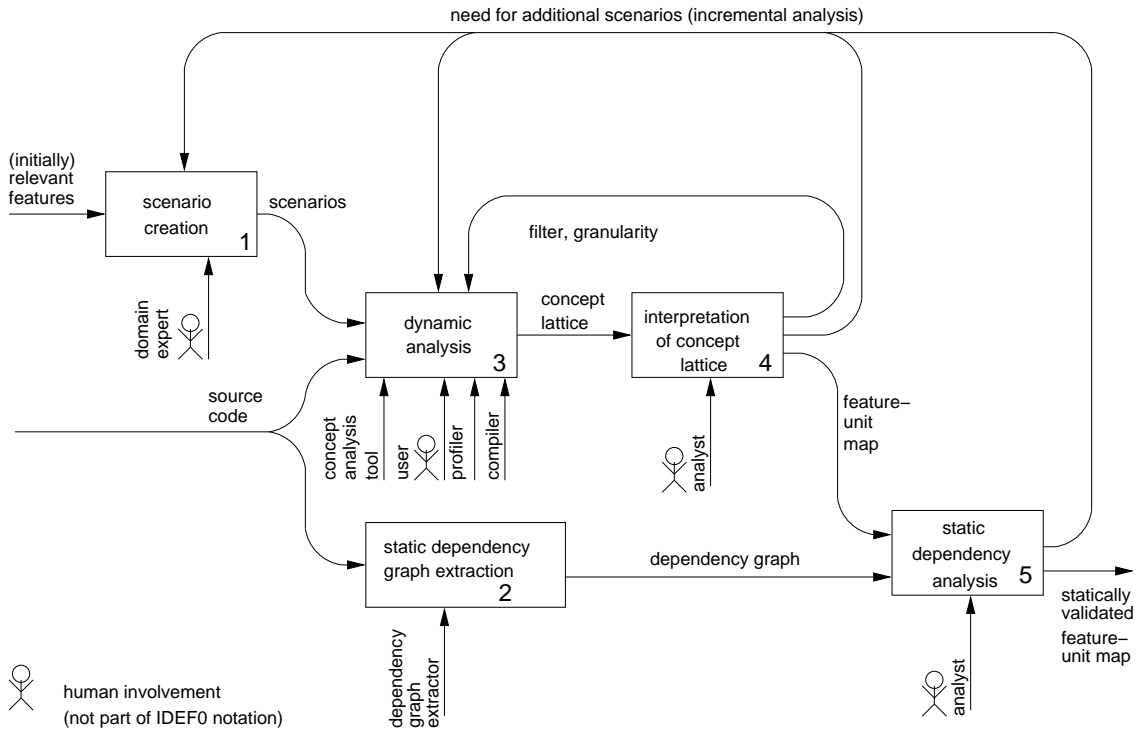 need for additional scenarios (incremental analysis)
(initially)
relevant
features
scenario
creation
1
scenarios
filter, granularity
domain
expert
dynamic
analysis
3
concept
lattice
interpretation
of concept
lattice
4
source
code
concept
analysis
tool
user
profiler
compiler
analyst
feature–
unit
map
static dependency
graph extraction
2
dependency graph
static
dependency
analysis
5
statically
validated
feature–
unit map
dependency
graph
extractor
analyst
human involvement
(not part of IDEF0 notation)